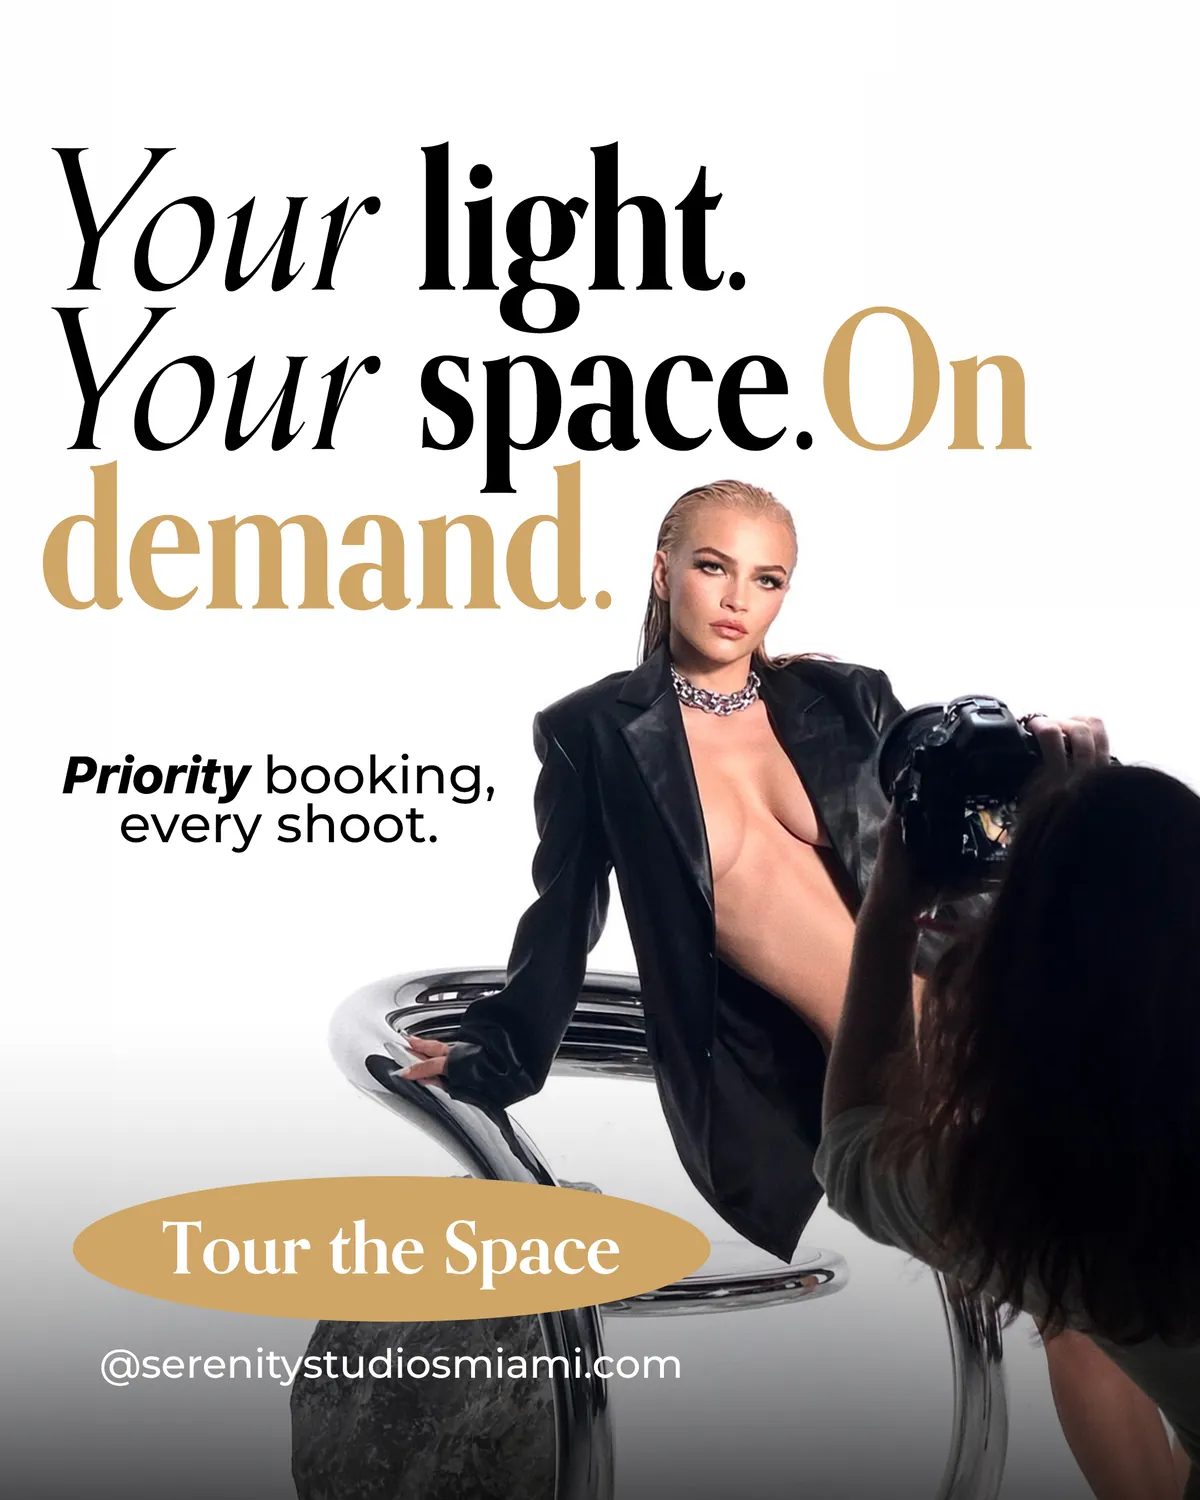 Your light.
Your space.On
demand.
Priority booking,
every shoot.
Tour the Space
@serenitystudiosmiami.com